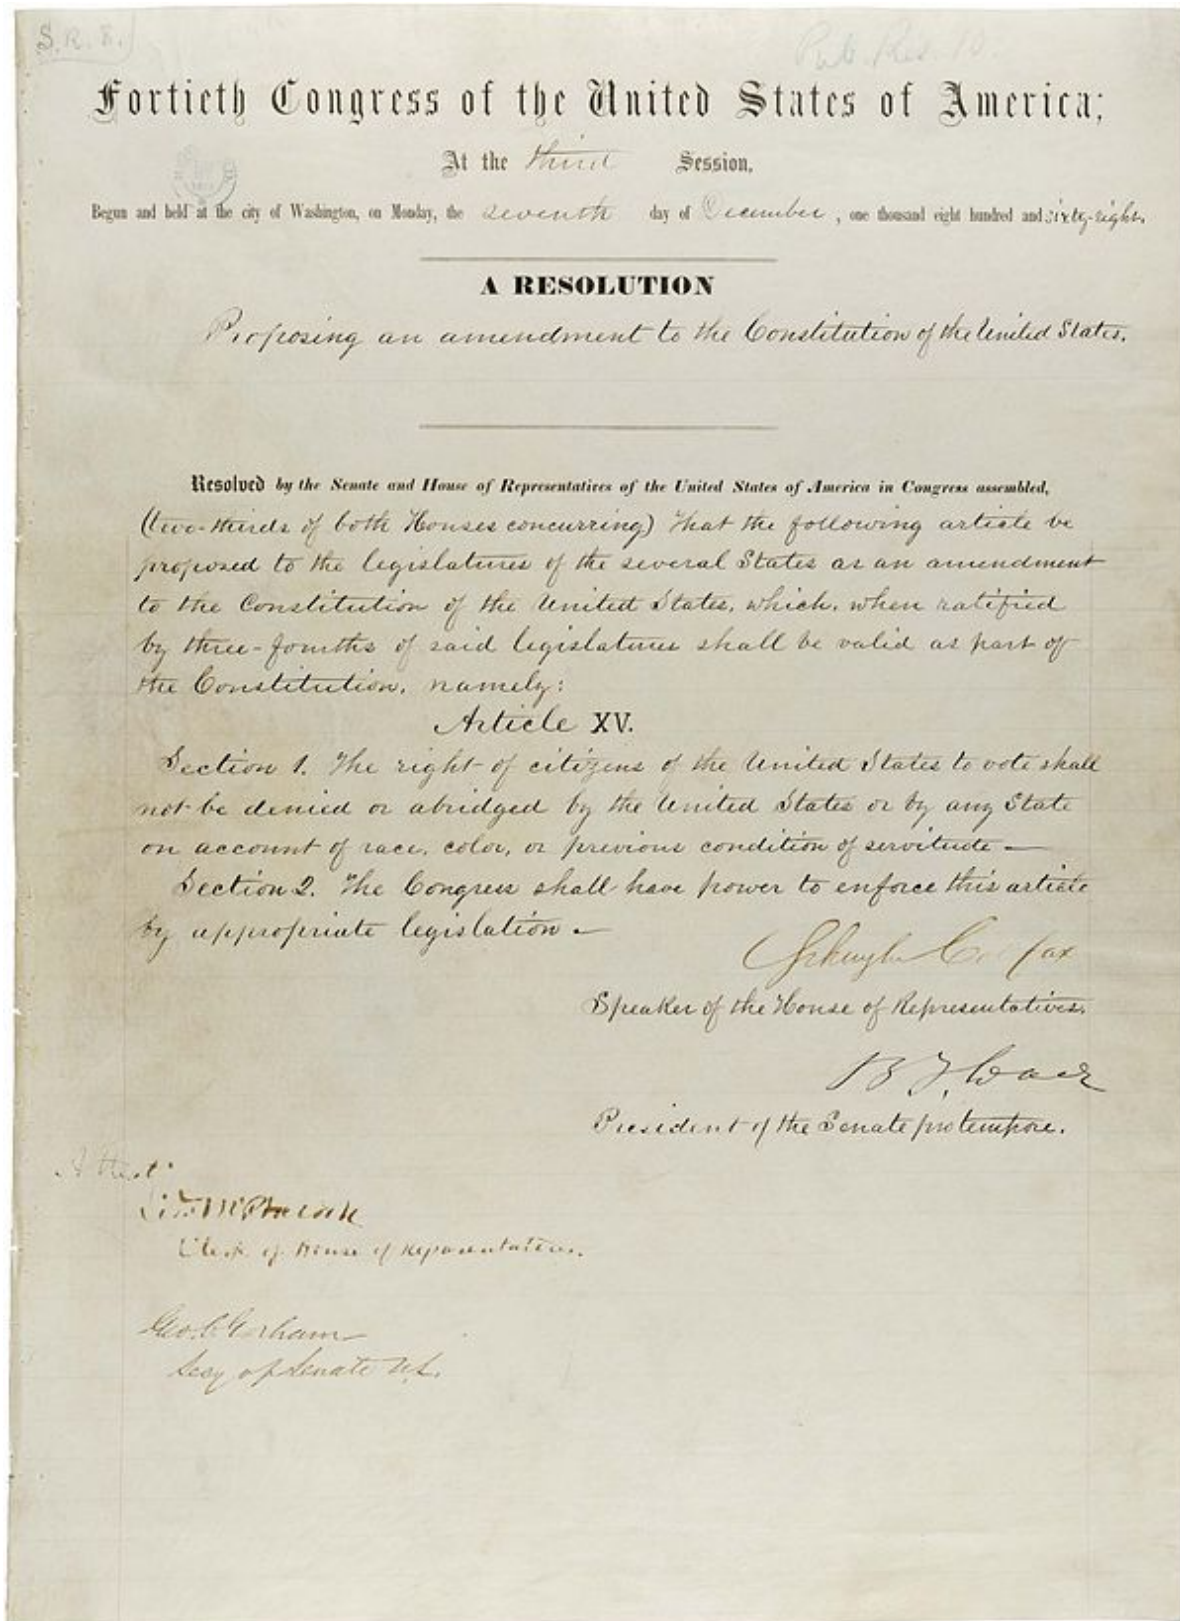 S.R. 8.
Pub. Res. 10.
Fortieth Congress of the United States of America;
At the third Session,
Begun and held at the city of Washington, on Monday, the seventh day of December, one thousand eight hundred and sixty-eight.
A RESOLUTION
Proposing an amendment to the Constitution of the United States.
Resolved by the Senate and House of Representatives of the United States of America in Congress assembled,
(two-thirds of both Houses concurring) That the following article be
proposed to the legislatures of the several States as an amendment
to the Constitution of the United States, which, when ratified
by three-fourths of said legislatures shall be valid as part of
the Constitution, namely:
Article XV.
Section 1. The right of citizens of the United States to vote shall
not be denied or abridged by the United States or by any State
on account of race, color, or previous condition of servitude —
Section 2. The Congress shall have power to enforce this article
by appropriate legislation —
Schuyler Colfax
Speaker of the House of Representatives.
B F Wade
President of the Senate pro tempore.
Attest:
McPherson
Clerk of House of Representatives.
Geo. C Gorham
Secy of Senate U.S.